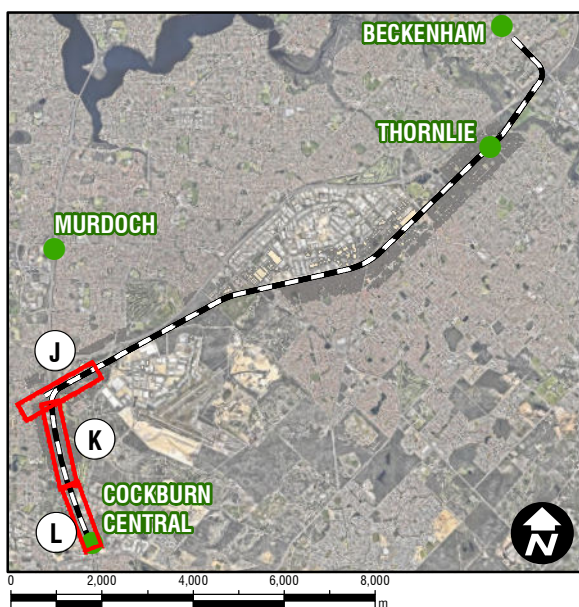 BECKENHAM
THORNLIE
MURDOCH
J
K
COCKBURN
CENTRAL
L
N
0 2,000 4,000 6,000 8,000
m